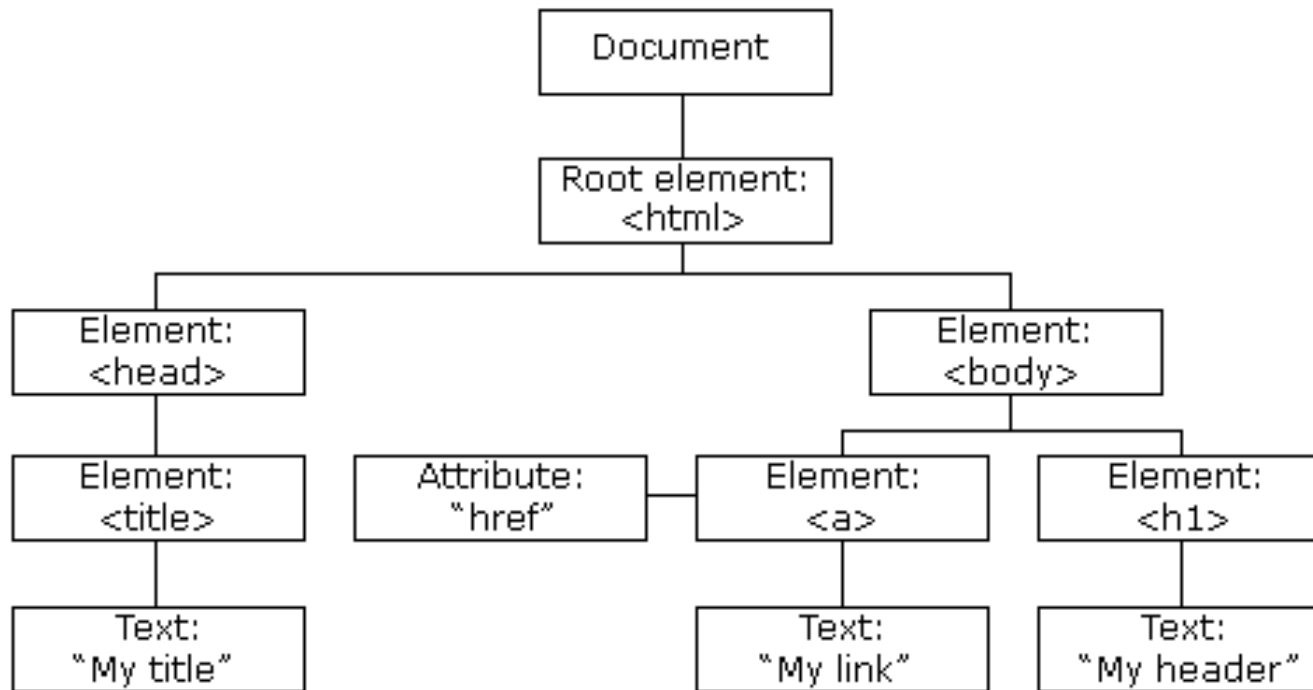 Document
Root element:
<html>
Element:
<head>
Element:
<body>
Element:
<title>
Attribute:
“href”
Element:
<a>
Element:
<h1>
Text:
“My title”
Text:
“My link”
Text:
“My header”